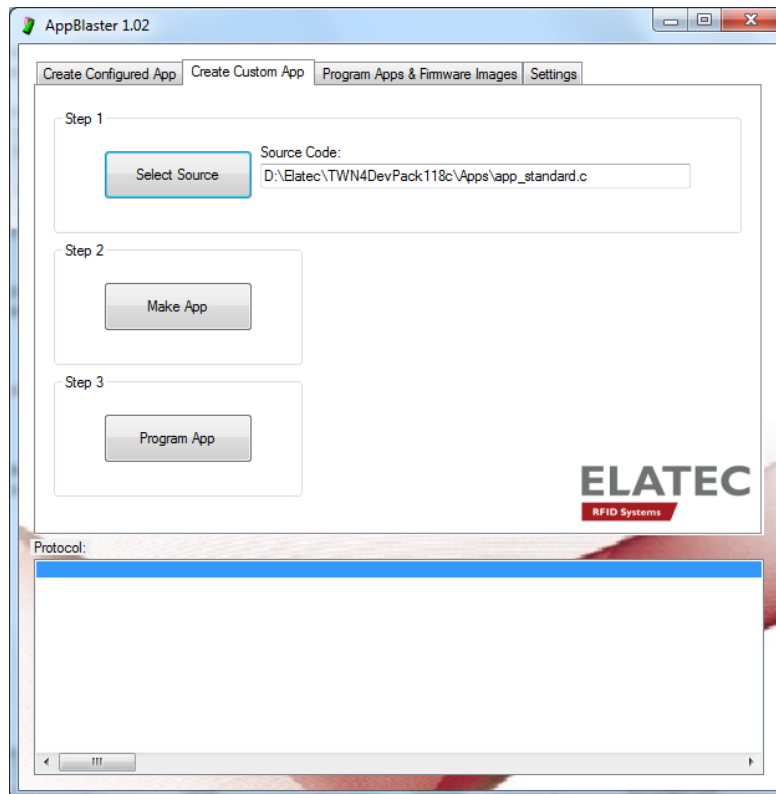 AppBlaster 1.02
Create Configured App
Create Custom App
Program Apps & Firmware Images
Settings
Step 1
Source Code:
Select Source
D:\Elatec\TWN4DevPack118c\Apps\app_standard.c
Step 2
Make App
Step 3
Program App
ELATEC
RFID Systems
Protocol: